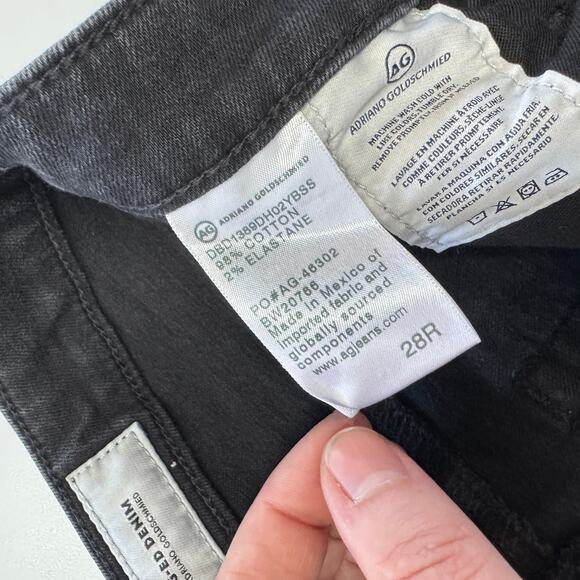 AG ADRIANO GOLDSCHMIED
DBD1389DH02YBSS
98% COTTON
2% ELASTANE
PO#AG-46302
BW20786
Made in Mexico of
imported fabric and
globally sourced
components
www.agjeans.com
28R
AG
ADRIANO GOLDSCHMIED
MACHINE WASH COLD WITH
LIKE COLORS, TUMBLE DRY,
REMOVE PROMPTLY,
LAVAGE EN MACHINE A FROID AVEC
COMME COULEURS, SÈCHE-LINGE
A RETIRER PROMPTEMENT,
FER SI NÉCESSAIRE
LAVAR A MAQUINA CON AGUA FRIA,
CON COLORES SIMILARES, SECAR EN
SECADORA RETIRAR RAPIDAMENTE,
PLANCHA SI ES NECESARIO
-ED DENIM
ADRIANO GOLDSCHMIED